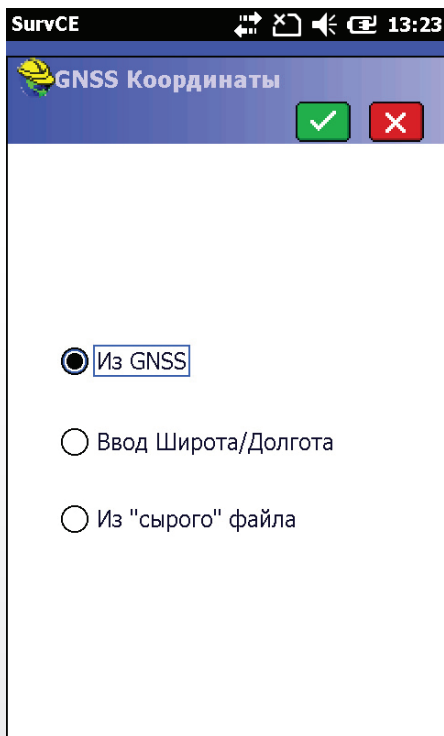 SurvCE 13:23
GNSS Координаты
Из GNSS
Ввод Широта/Долгота
Из "сырого" файла